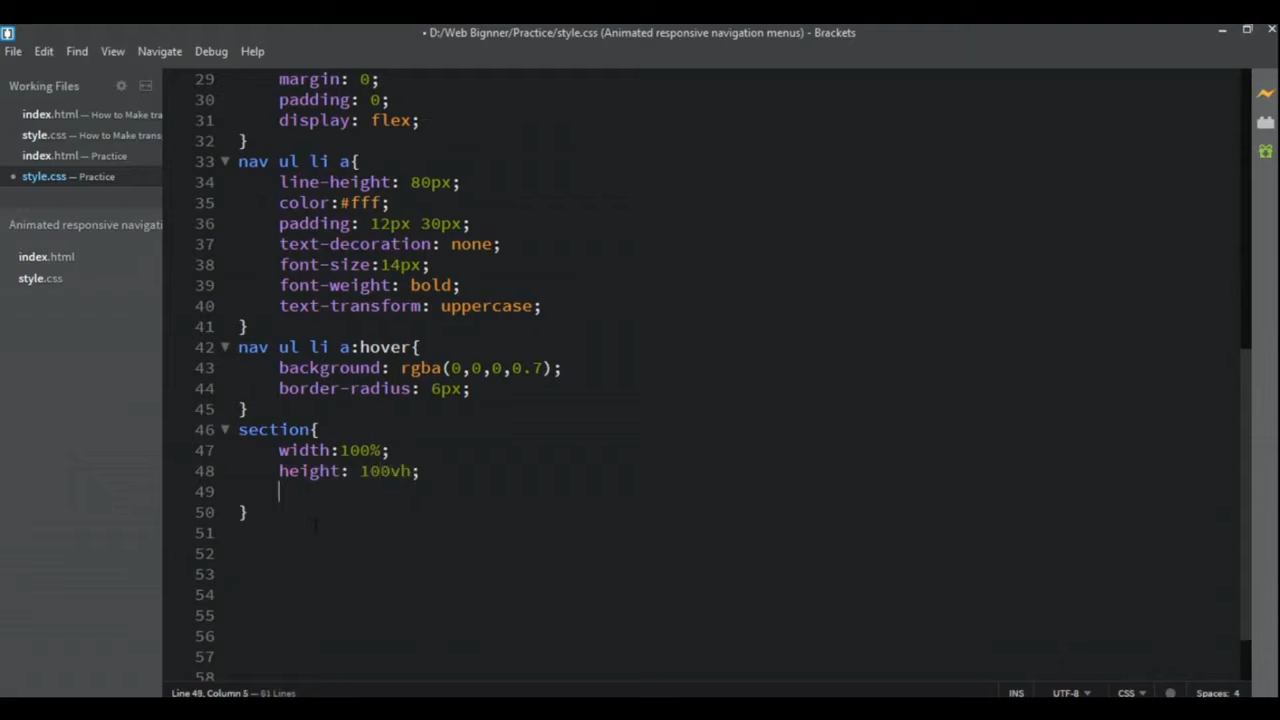 • D:/Web Bignner/Practice/style.css (Animated responsive navigation menus) - Brackets
File Edit Find View Navigate Debug Help
Working Files
index.html — How to Make tra
style.css — How to Make trans
index.html — Practice
• style.css — Practice
Animated responsive navigati
index.html
style.css
29 margin: 0;
30 padding: 0;
31 display: flex;
32 }
33 nav ul li a{
34 line-height: 80px;
35 color:#fff;
36 padding: 12px 30px;
37 text-decoration: none;
38 font-size:14px;
39 font-weight: bold;
40 text-transform: uppercase;
41 }
42 nav ul li a:hover{
43 background: rgba(0,0,0,0.7);
44 border-radius: 6px;
45 }
46 section{
47 width:100%;
48 height: 100vh;
49
50 }
51
52
53
54
55
56
57
58
Line 49, Column 5 — 61 Lines
INS UTF-8 CSS Spaces: 4